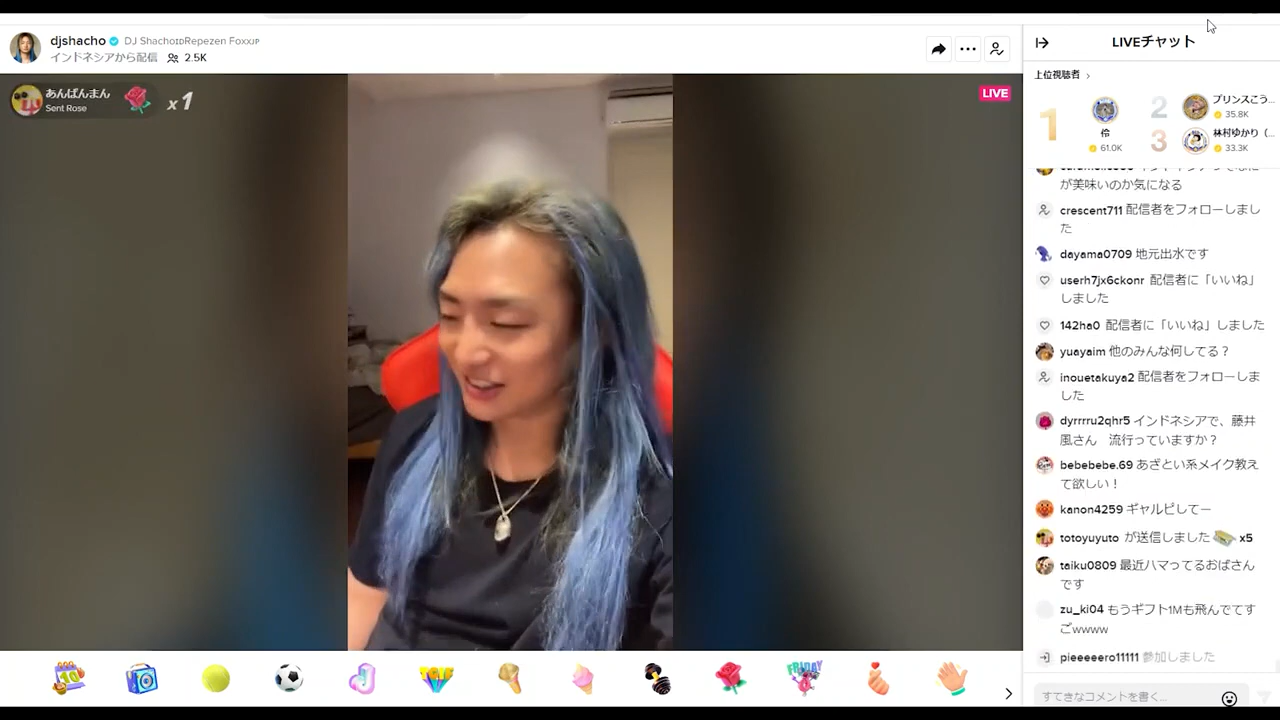 djshacho DJ Shacho Repezen Foxx
インドネシアから配信 2.5K
あんぱんまん
Sent Rose
x 1
LIVE
LIVEチャット
上位視聴者 ›
1
伶
61.0K
2
プリンスこう...
35.8K
3
林村ゆかり（...
33.3K
が美味いのか気になる
crescent711 配信者をフォローしまし
た
dayama0709 地元出水です
userh7jx6ckonr 配信者に「いいね」
しました
142ha0 配信者に「いいね」しました
yuayaim 他のみんな何してる？
inouetakuya2 配信者をフォローしま
した
dyrrrru2qhr5 インドネシアで、藤井
風さん 流行っていますか？
bebebebe.69 あざとい系メイク教え
て欲しい！
kanon4259 ギャルピしてー
totoyuyuto が送信しました x5
taiku0809 最近ハマってるおばさん
です
zu_ki04 もうギフト1Mも飛んでてす
ごwwww
pieeeeero11111 参加しました
10
FRIDAY
すてきなコメントを書く...